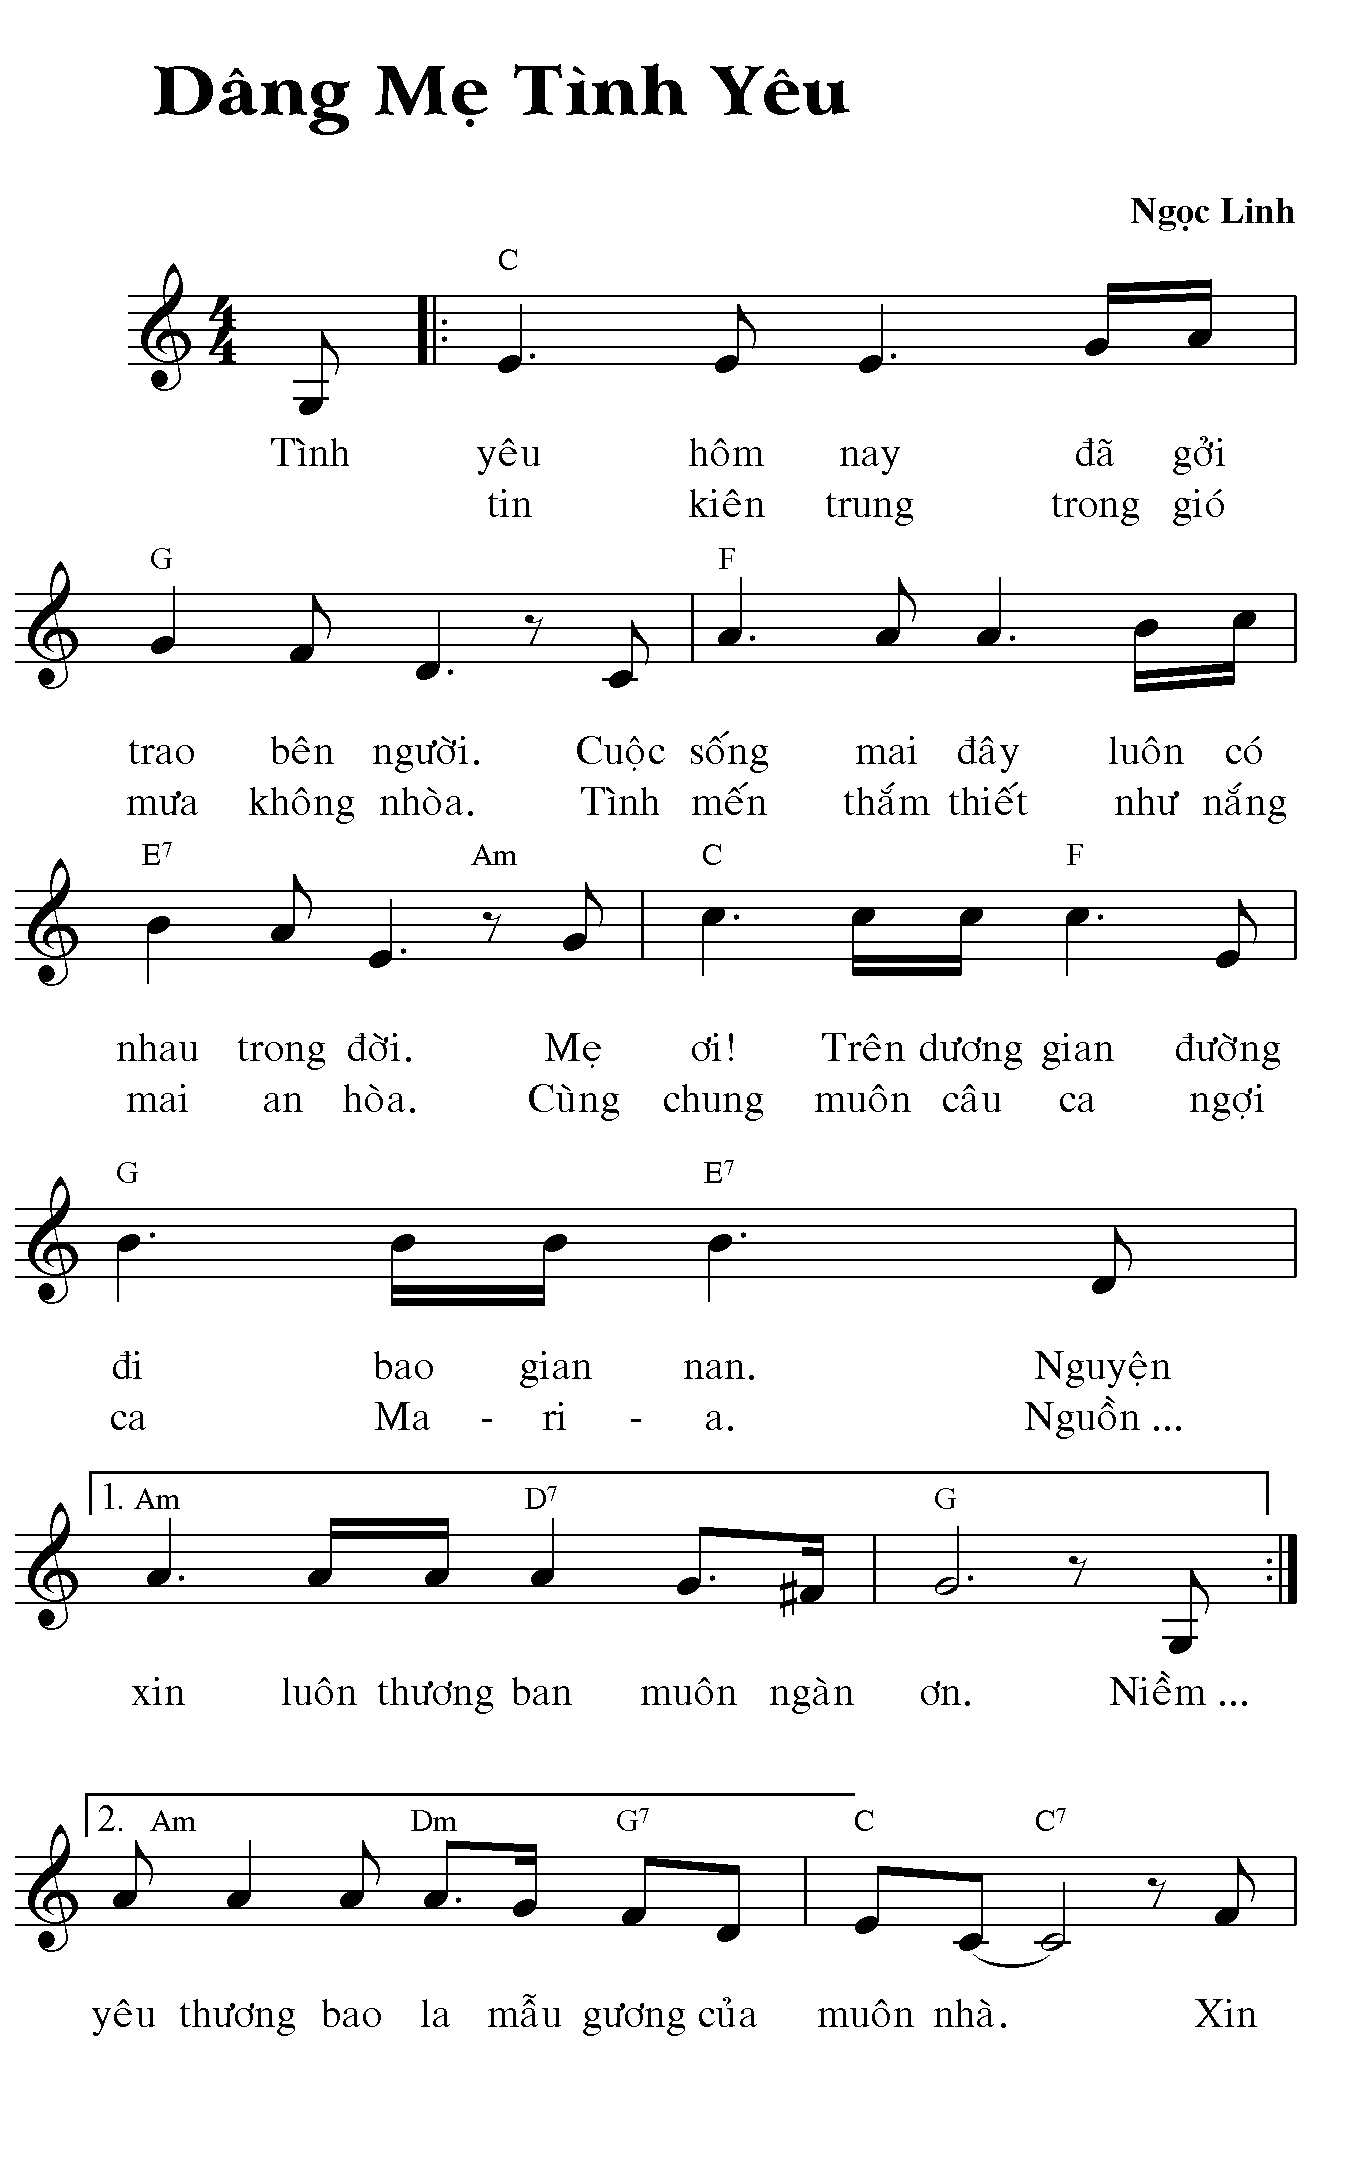 Dâng Mẹ Tình Yêu
Ngọc Linh
C
4
4
Tình yêu hôm nay đã gởi
tin kiên trung trong gió
G F
trao bên người. Cuộc sống mai đây luôn có
mưa không nhòa. Tình mến thắm thiết như nắng
E7 Am C F
nhau trong đời. Mẹ ơi! Trên dương gian đường
mai an hòa. Cùng chung muôn câu ca ngợi
G E7
đi bao gian nan. Nguyện
ca Ma - ri - a. Nguồn ...
1. Am D7 G
xin luôn thương ban muôn ngàn ơn. Niềm ...
2. Am Dm G7 C C7
yêu thương bao la mẫu gương của muôn nhà. Xin